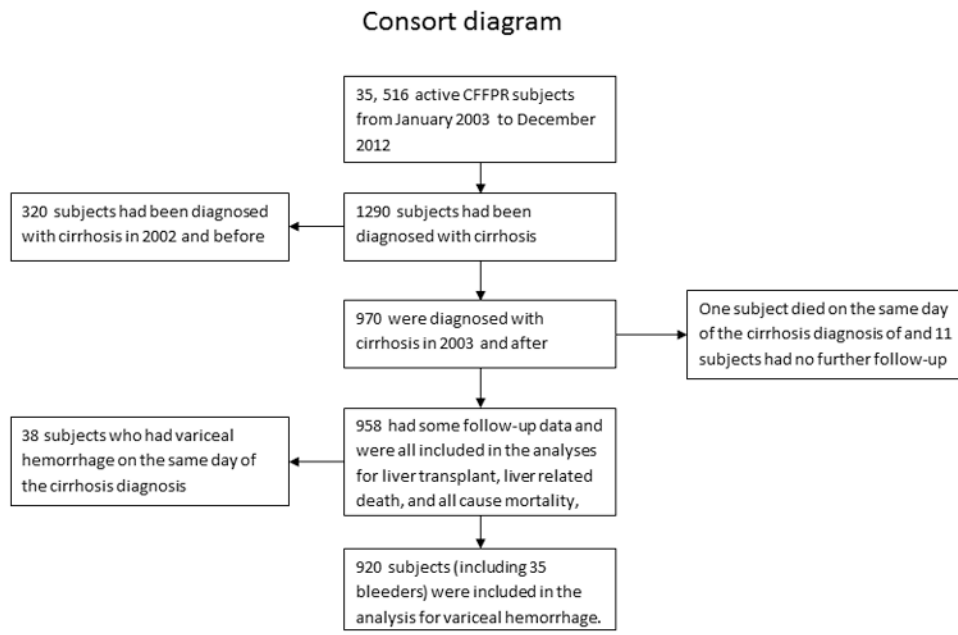 Consort diagram
35, 516 active CFFPR subjects
from January 2003 to December
2012
320 subjects had been diagnosed
with cirrhosis in 2002 and before
1290 subjects had been
diagnosed with cirrhosis
970 were diagnosed with
cirrhosis in 2003 and after
One subject died on the same day
of the cirrhosis diagnosis of and 11
subjects had no further follow-up
38 subjects who had variceal
hemorrhage on the same day of
the cirrhosis diagnosis
958 had some follow-up data and
were all included in the analyses
for liver transplant, liver related
death, and all cause mortality,
920 subjects (including 35
bleeders) were included in the
analysis for variceal hemorrhage.